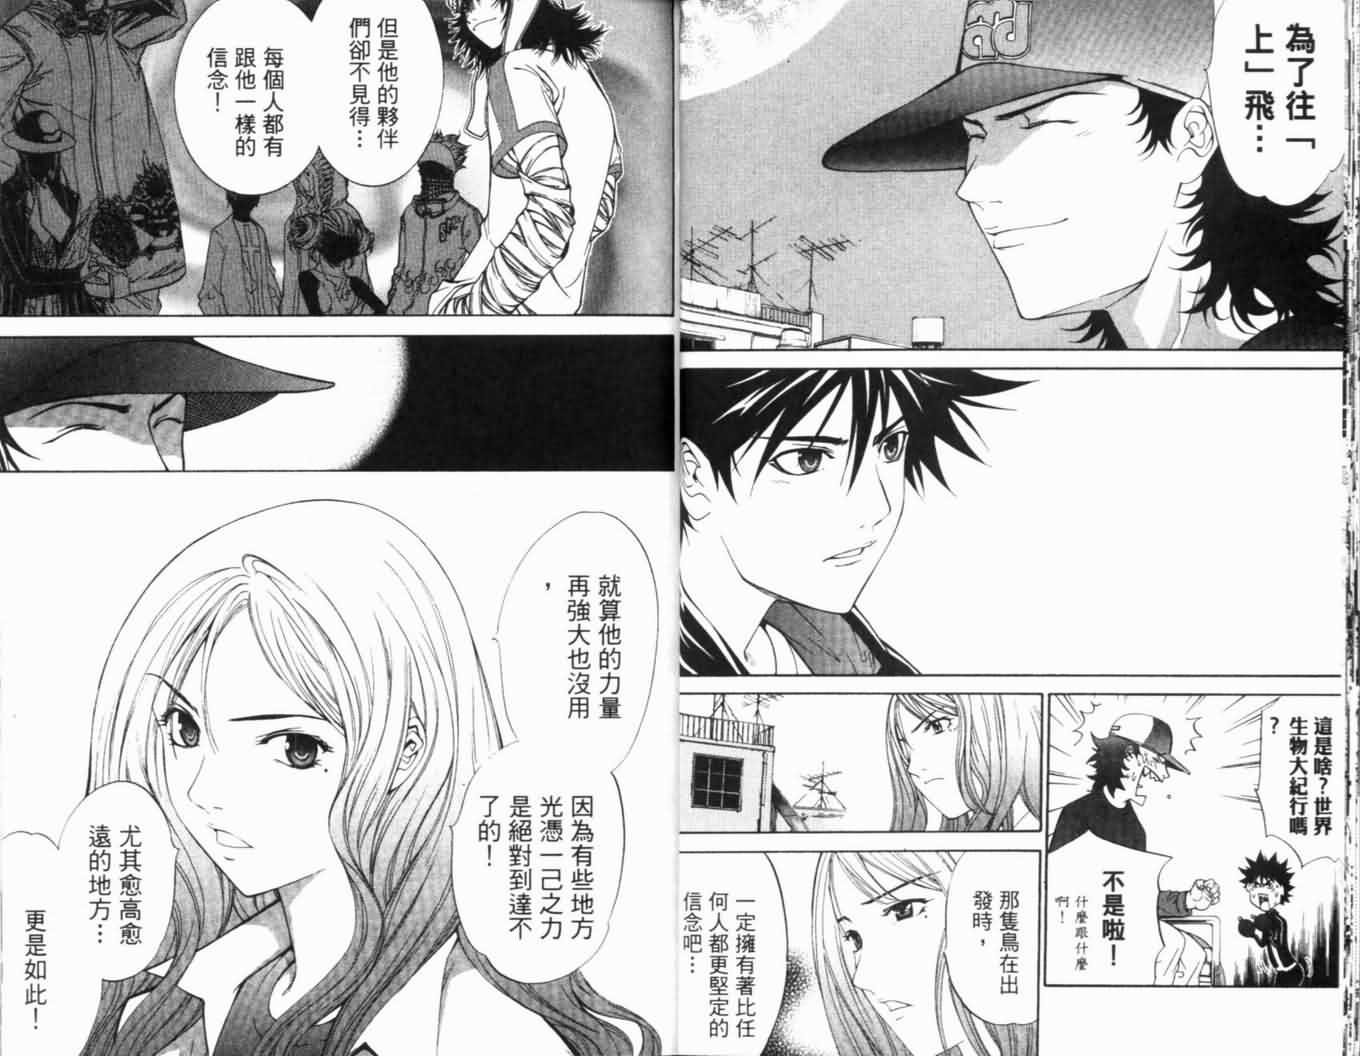 為了往「
上」飛…
這是啥？世界
生物大紀行嗎
？
不是啦！
什麼跟什麼
啊！
那隻鳥在出
發時，
一定擁有著比任
何人都更堅定的
信念吧…
但是他的夥伴
們卻不見得…
每個人都有
跟他一樣的
信念！
就算他的力量
再強大也沒用
，
因為有些地方
光憑一己之力
是絕對到達不
了的！
尤其愈高愈
遠的地方…
更是如此！